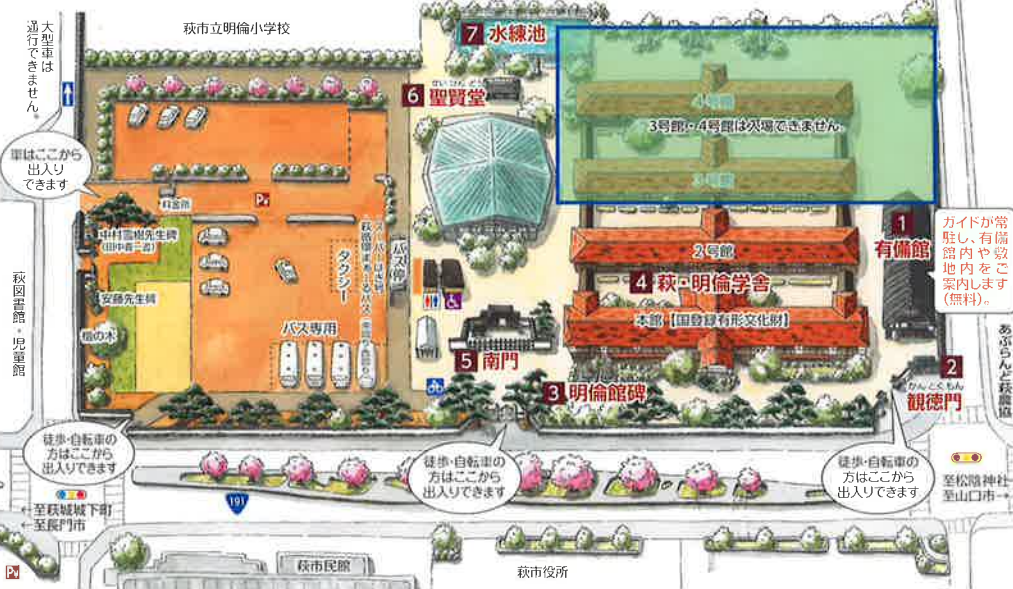 萩市立明倫小学校
大型車は
通行できません。
車はここから
出入り
できます
7 水練池
せいけんどう
6 聖賢堂
4号館
3号館・4号館は入場できません。
3号館
1
有備館
ガイドが常
駐し、有備
館内や敷
地内をご
案内します
(無料)。
料金所
Pv
中村雪樹先生碑
安藤先生碑
タクシー
バス(停)
バス専用
2号館
4 萩・明倫学舎
本館【国登録有形文化財】
5 南門
3 明倫館碑
2
かんとくもん
観徳門
萩図書館・児童館
あぶらんど萩農協
徒歩・自転車の
方はここから
出入りできます
徒歩・自転車の
方はここから
出入りできます
徒歩・自転車の
方はここから
出入りできます
←至萩城城下町
←至長門市
191
至松陰神社
至山口市→
萩市民館
萩市役所
Pv